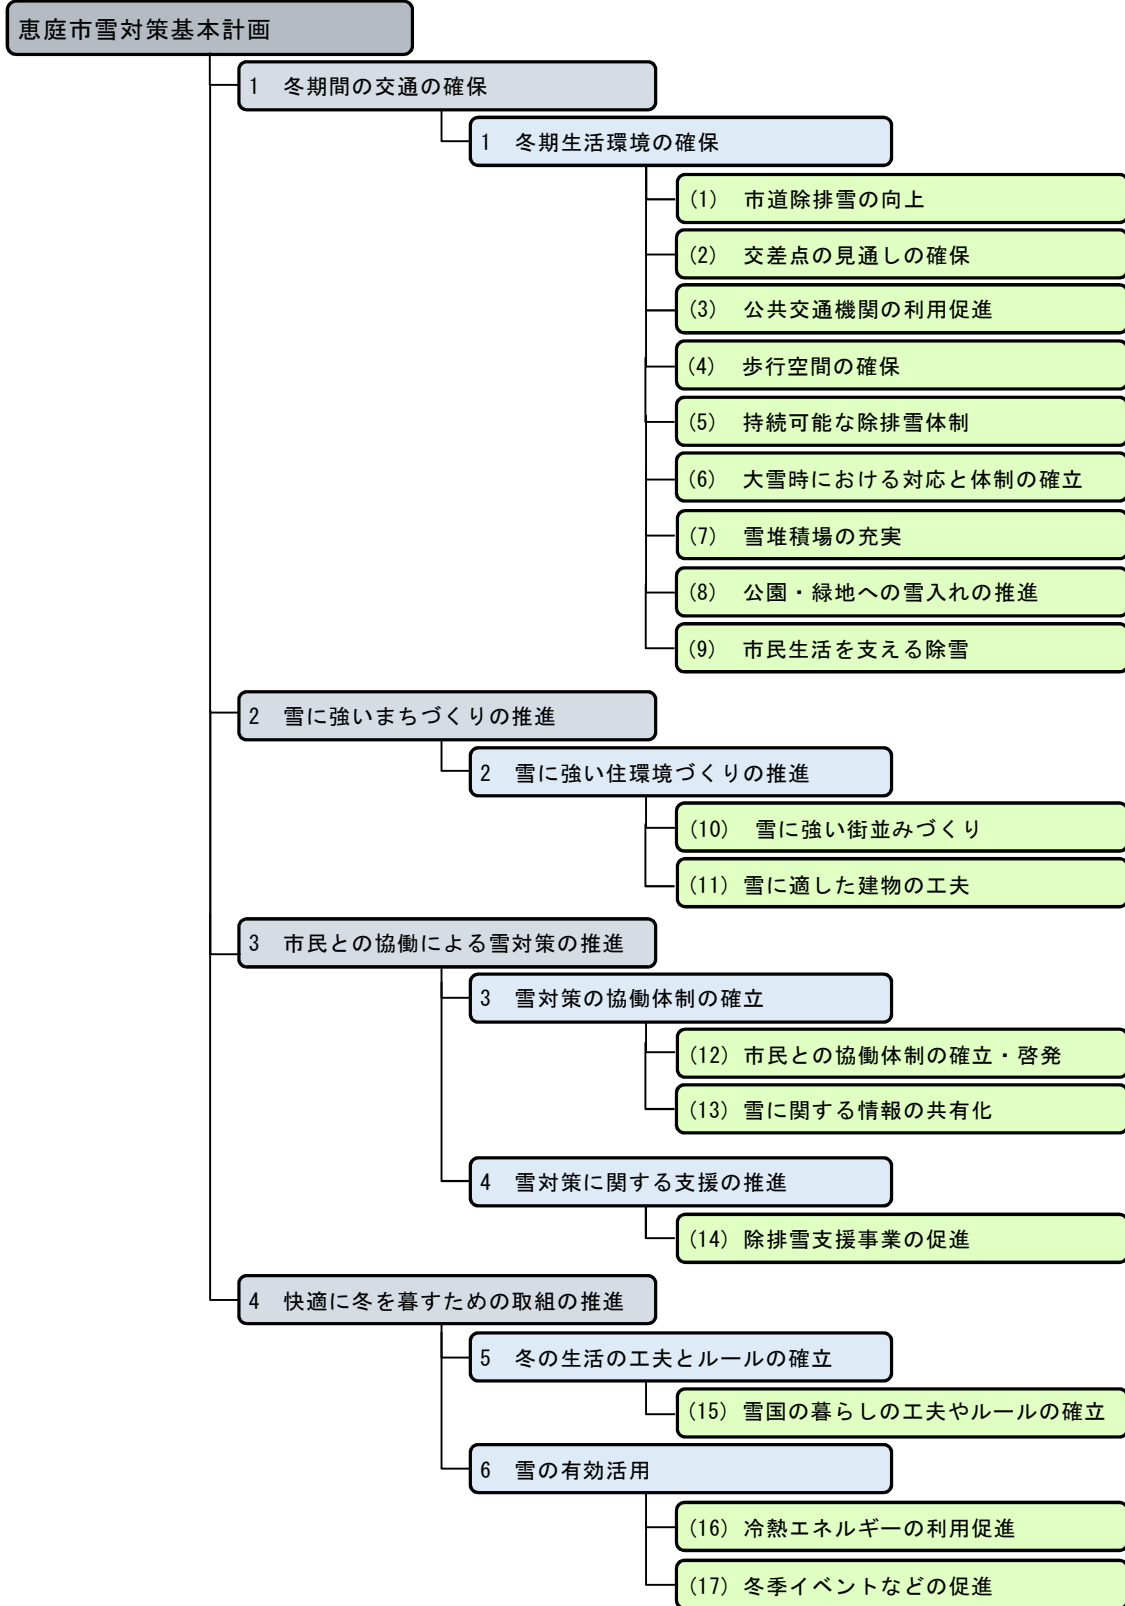 恵庭市雪対策基本計画
1 冬期間の交通の確保
1 冬期生活環境の確保
(1) 市道除排雪の向上
(2) 交差点の見通しの確保
(3) 公共交通機関の利用促進
(4) 歩行空間の確保
(5) 持続可能な除排雪体制
(6) 大雪時における対応と体制の確立
(7) 雪堆積場の充実
(8) 公園・緑地への雪入れの推進
(9) 市民生活を支える除雪
2 雪に強いまちづくりの推進
2 雪に強い住環境づくりの推進
(10) 雪に強い街並みづくり
(11) 雪に適した建物の工夫
3 市民との協働による雪対策の推進
3 雪対策の協働体制の確立
(12) 市民との協働体制の確立・啓発
(13) 雪に関する情報の共有化
4 雪対策に関する支援の推進
(14) 除排雪支援事業の促進
4 快適に冬を暮すための取組の推進
5 冬の生活の工夫とルールの確立
(15) 雪国の暮らしの工夫やルールの確立
6 雪の有効活用
(16) 冷熱エネルギーの利用促進
(17) 冬季イベントなどの促進